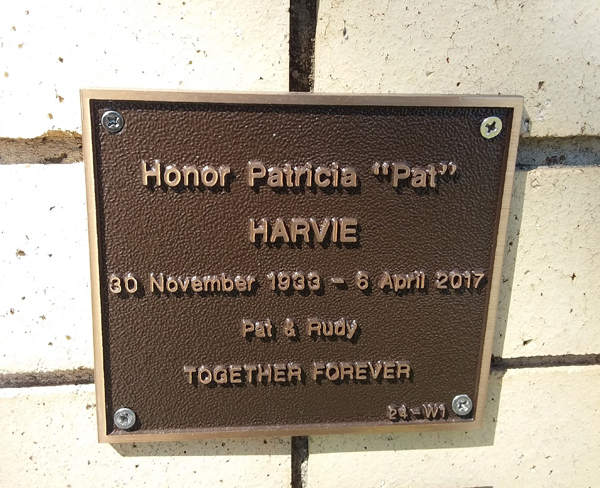 Honor Patricia "Pat"
HARVIE
30 November 1933 - 6 April 2017
Pat & Rudy
TOGETHER FOREVER
24-W1